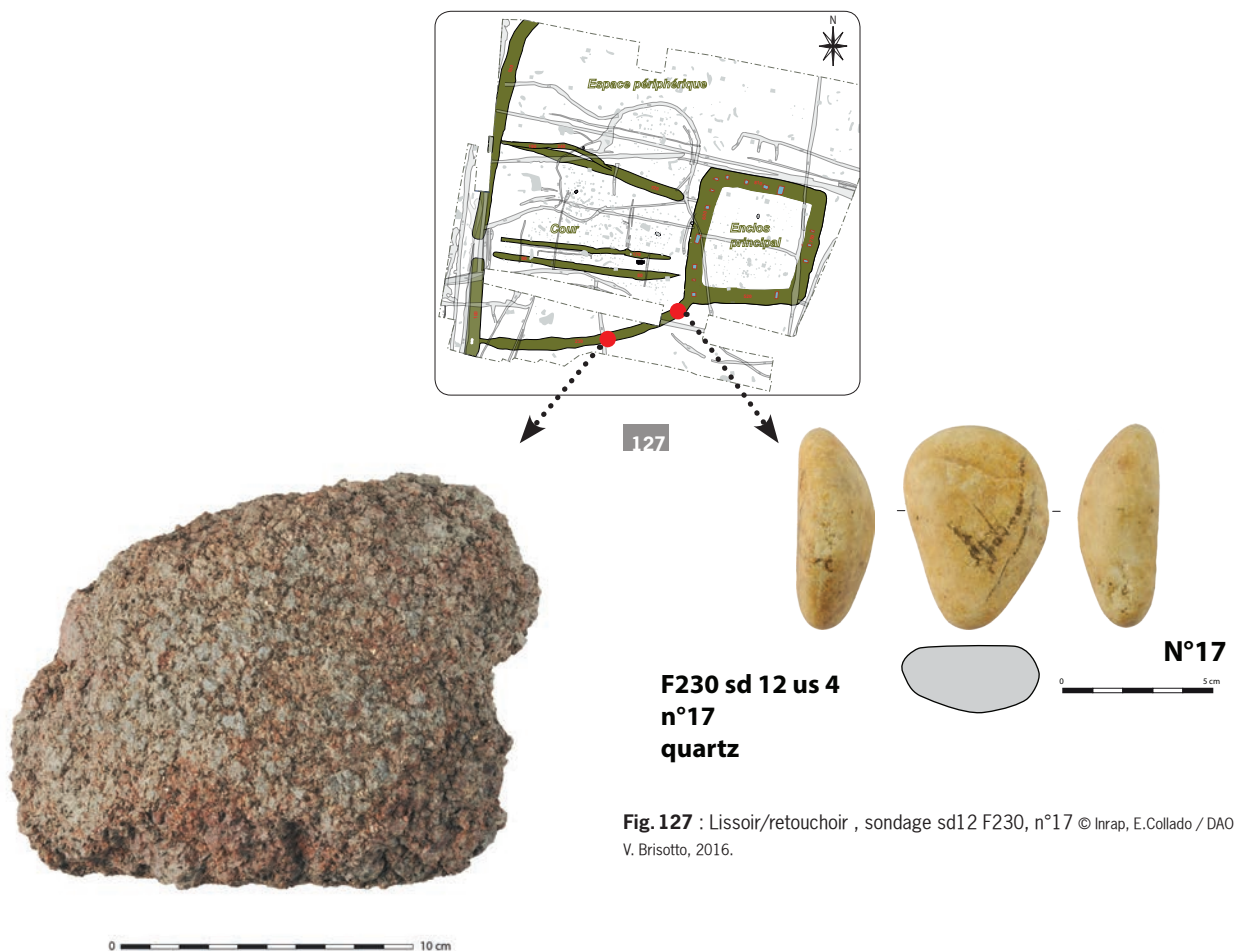 N
Espace périphérique
Cour
Enclos
principal
127
N°17
0 5 cm
F230 sd 12 us 4
n°17
quartz
Fig. 127 : Lissoir/retouchoir , sondage sd12 F230, n°17 © Inrap, E.Collado / DAO
V. Brisotto, 2016.
0 10 cm